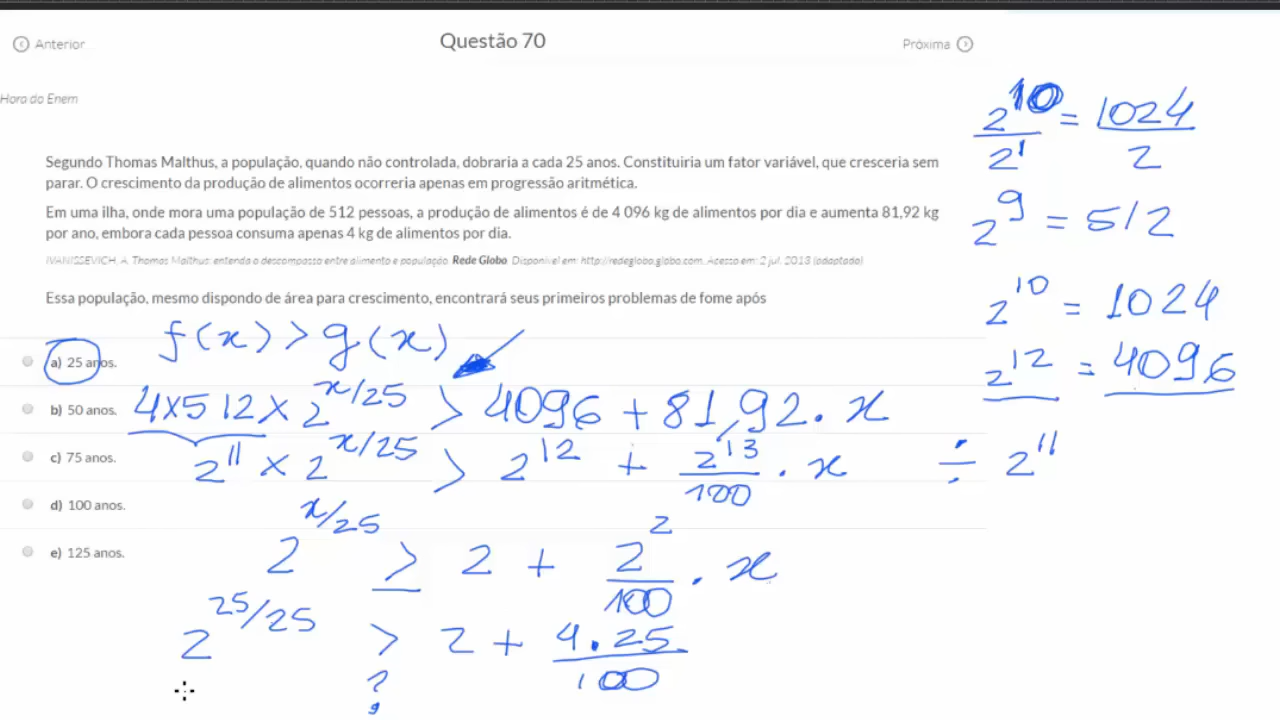 Anterior
Questão 70
Próxima
Hora do Enem
Segundo Thomas Malthus, a população, quando não controlada, dobraria a cada 25 anos. Constituiria um fator variável, que cresceria sem
parar. O crescimento da produção de alimentos ocorreria apenas em progressão aritmética.
Em uma ilha, onde mora uma população de 512 pessoas, a produção de alimentos é de 4 096 kg de alimentos por dia e aumenta 81,92 kg
por ano, embora cada pessoa consuma apenas 4 kg de alimentos por dia.
IVANISSEVICH, A. Thomas Malthus: entenda o descompasso entre alimento e população. Rede Globo. Disponível em: http://redeglobo.globo.com. Acesso em: 2 jul. 2013 (adaptado)
Essa população, mesmo dispondo de área para crescimento, encontrará seus primeiros problemas de fome após
a) 25 anos.
b) 50 anos.
c) 75 anos.
d) 100 anos.
e) 125 anos.
f(x) > g(x)
4x512 x 2^x/25 > 4096 + 81,92 . x
2^11 x 2^x/25 > 2^12 + 2^13/100 . x ÷ 2^11
2^x/25 > 2 + 2^2/100 . x
2^25/25 > 2 + 4.25/100
?
2^10/2^1 = 1024/2
2^9 = 512
2^10 = 1024
2^12 = 4096